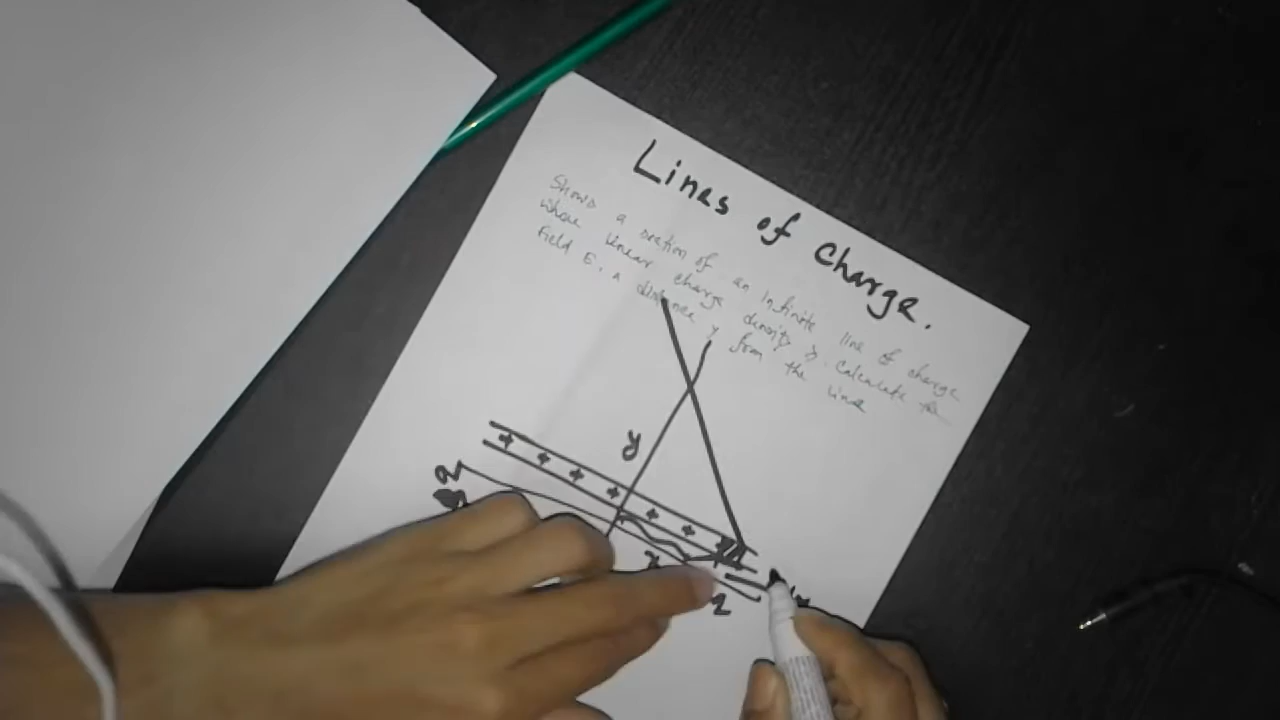 Lines of Charge.
Shows a section of an Infinite line of charge
whose linear charge density λ. Calculate the
Field E, a distance y from the line
y
+ + + + + +
a
x